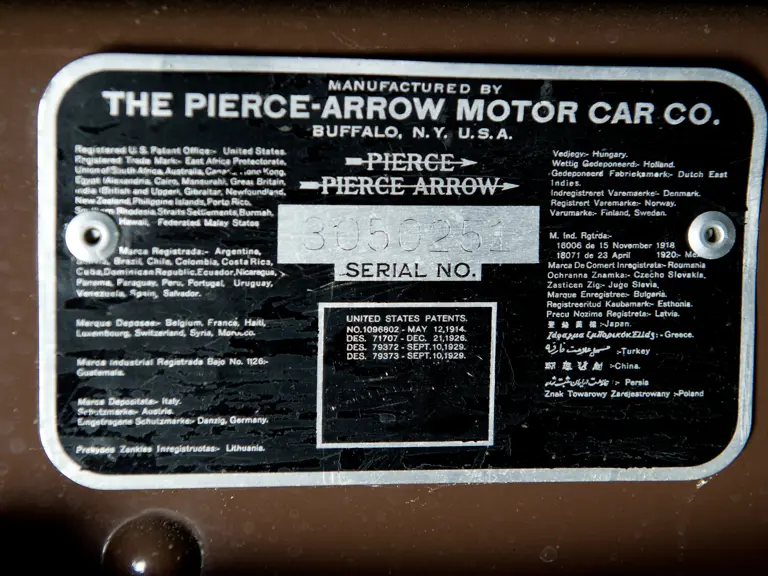 MANUFACTURED BY
THE PIERCE-ARROW MOTOR CAR CO.
BUFFALO, N.Y. U.S.A.
Registered U.S. Patent Office:- United States.
Registered Trade Mark:- East Africa Protectorate,
Union of South Africa, Australia, Kong,
Egypt (Alexandria, Cairo, Mansurah), Great Britain,
India (British and Upper), Gibraltar, Newfoundland,
New Zealand, Philippine Islands, Porto Rico,
Rhodesia, Straits Settlements, Burmah,
Hawaii, Federated Malay States
Marca Registrada:- Argentine,
Brazil, Chile, Colombia, Costa Rica,
Cuba, Dominican Republic, Ecuador, Nicaragua,
Panama, Paraguay, Peru, Portugal, Uruguay,
Venezuela, Spain, Salvador.
Marque Deposee:- Belgium, France, Haiti,
Luxembourg, Switzerland, Syria, Morocco.
Marca Industrial Registrada Bajo No. 1126:-
Guatemala.
Marca Depositata:- Italy.
Schutzmarke:- Austria.
Eingetragene Schutzmarke:- Danzig, Germany.
Prekybos Zenklas Inregistruotas:- Lithuania.
PIERCE
PIERCE ARROW
3050251
SERIAL NO.
UNITED STATES PATENTS.
NO. 1096802 - MAY 12, 1914.
DES. 71707 - DEC. 21, 1926.
DES. 79372 - SEPT. 10, 1929.
DES. 79373 - SEPT. 10, 1929.
Vedjegy:- Hungary.
Wettig Gedeponeerd:- Holland.
Gedeponeerd Fabrieksmerk:- Dutch East
Indies.
Indregistreret Varemaerke:- Denmark.
Registrert Varemerke:- Norway.
Varumarke:- Finland, Sweden.
M. Ind. Rgtrda:-
18006 de 15 November 1918
18071 de 23 April 1920:-
Marca De Comert Inregistrata:- Roumania
Ochranna Znamka:- Czecho Slovakia.
Zastican Zig:- Jugo Slavia.
Marque Enregistree:- Bulgaria.
Registreeritud Kaubamark:- Esthonia.
Precu Nozime Registreta:- Latvia.
:-Japan.
:- Greece.
:-Turkey
:-China.
:- Persia
Znak Towarowy Zarejestrowany :-Poland